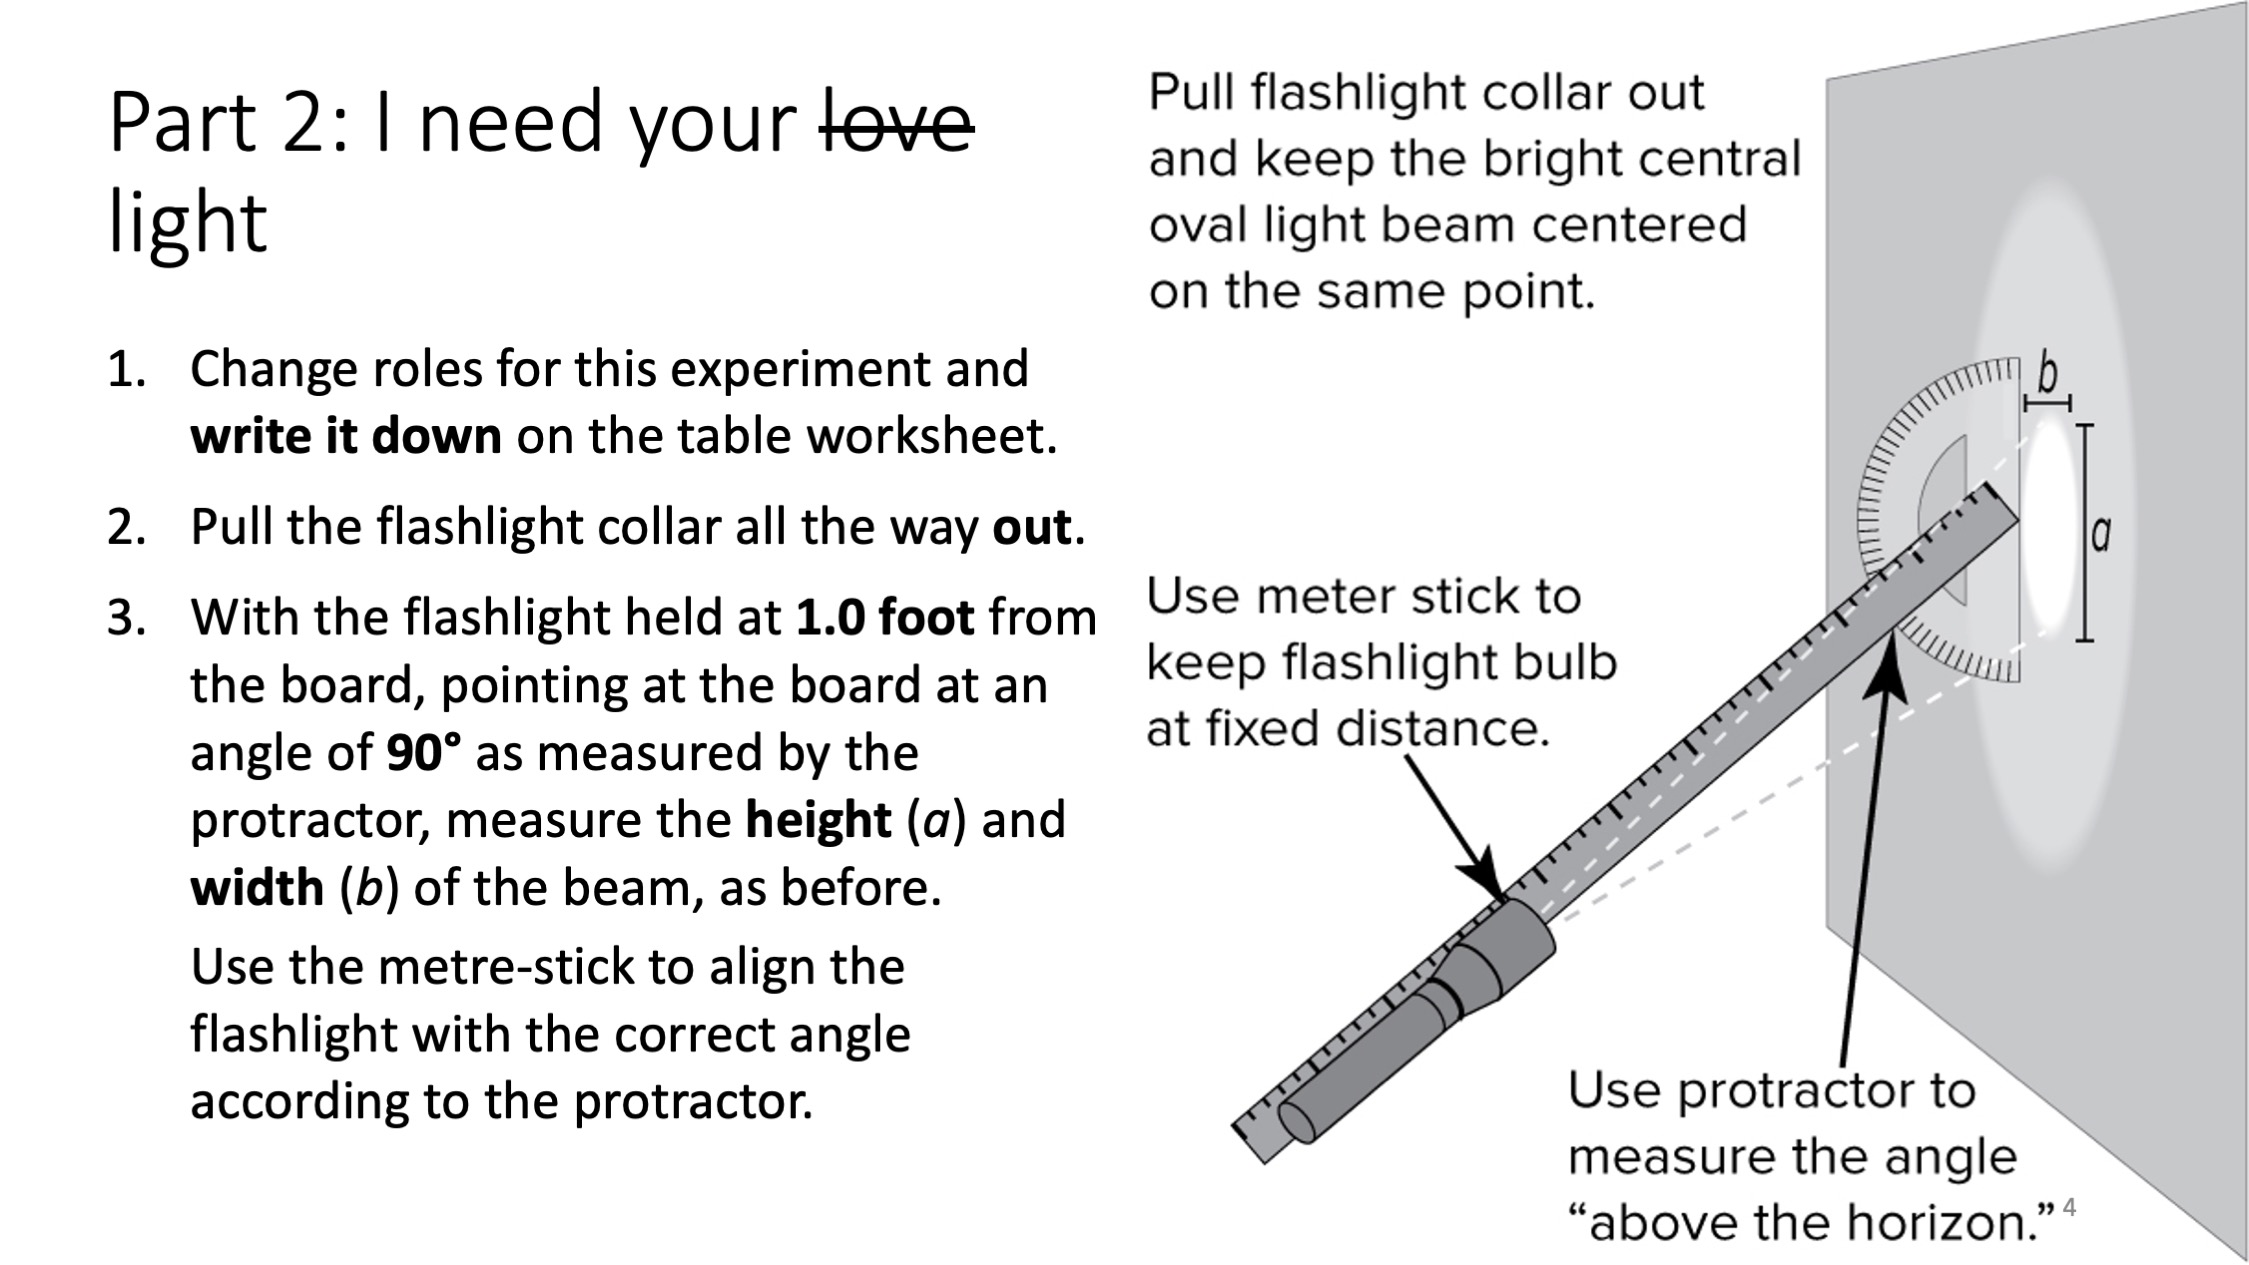 Part 2: I need your love
light
1. Change roles for this experiment and
write it down on the table worksheet.
2. Pull the flashlight collar all the way out.
3. With the flashlight held at 1.0 foot from
the board, pointing at the board at an
angle of 90° as measured by the
protractor, measure the height (a) and
width (b) of the beam, as before.
Use the metre-stick to align the
flashlight with the correct angle
according to the protractor.
Pull flashlight collar out
and keep the bright central
oval light beam centered
on the same point.
b
a
Use meter stick to
keep flashlight bulb
at fixed distance.
Use protractor to
measure the angle
“above the horizon.”
4